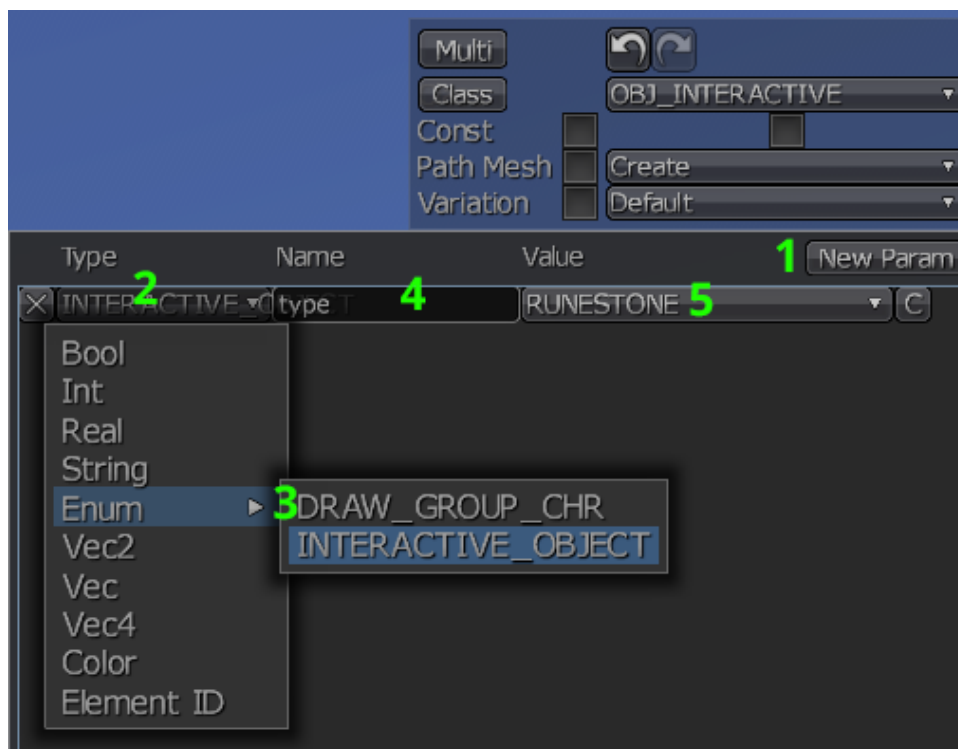 Multi
Class OBJ_INTERACTIVE
Const
Path Mesh Create
Variation Default
Type Name Value 1 New Param
2
X INTERACTIVE_OBJECT type 4 RUNESTONE 5 C
Bool
Int
Real
String
Enum 3 DRAW_GROUP_CHR
Vec2 INTERACTIVE_OBJECT
Vec
Vec4
Color
Element ID